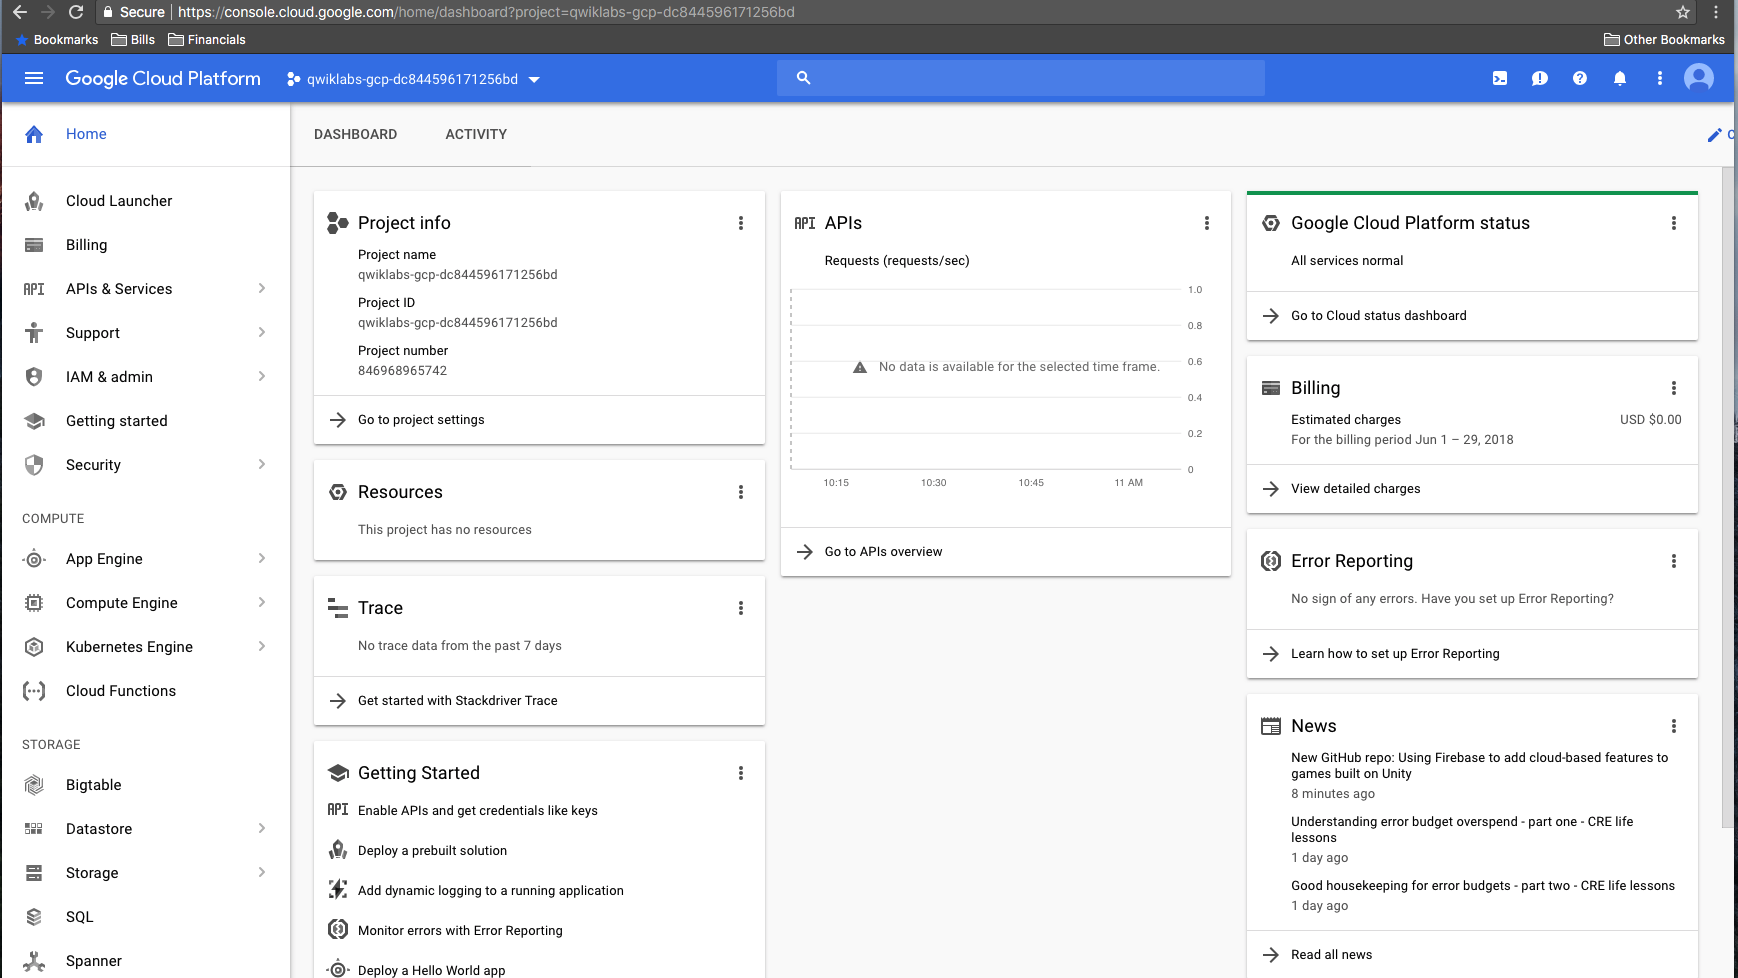 Secure https://console.cloud.google.com/home/dashboard?project=qwiklabs-gcp-dc844596171256bd
Bookmarks Bills Financials Other Bookmarks
Google Cloud Platform qwiklabs-gcp-dc844596171256bd
Home
Cloud Launcher
Billing
API APIs & Services
Support
IAM & admin
Getting started
Security
COMPUTE
App Engine
Compute Engine
Kubernetes Engine
Cloud Functions
STORAGE
Bigtable
Datastore
Storage
SQL
Spanner
DASHBOARD ACTIVITY
Project info
Project name
qwiklabs-gcp-dc844596171256bd
Project ID
qwiklabs-gcp-dc844596171256bd
Project number
846968965742
Go to project settings
Resources
This project has no resources
Trace
No trace data from the past 7 days
Get started with Stackdriver Trace
Getting Started
API Enable APIs and get credentials like keys
Deploy a prebuilt solution
Add dynamic logging to a running application
Monitor errors with Error Reporting
Deploy a Hello World app
API APIs
Requests (requests/sec)
1.0
0.8
0.6
No data is available for the selected time frame.
0.4
0.2
0
10:15 10:30 10:45 11 AM
Go to APIs overview
Google Cloud Platform status
All services normal
Go to Cloud status dashboard
Billing
Estimated charges USD $0.00
For the billing period Jun 1 – 29, 2018
View detailed charges
Error Reporting
No sign of any errors. Have you set up Error Reporting?
Learn how to set up Error Reporting
News
New GitHub repo: Using Firebase to add cloud-based features to
games built on Unity
8 minutes ago
Understanding error budget overspend - part one - CRE life
lessons
1 day ago
Good housekeeping for error budgets - part two - CRE life lessons
1 day ago
Read all news